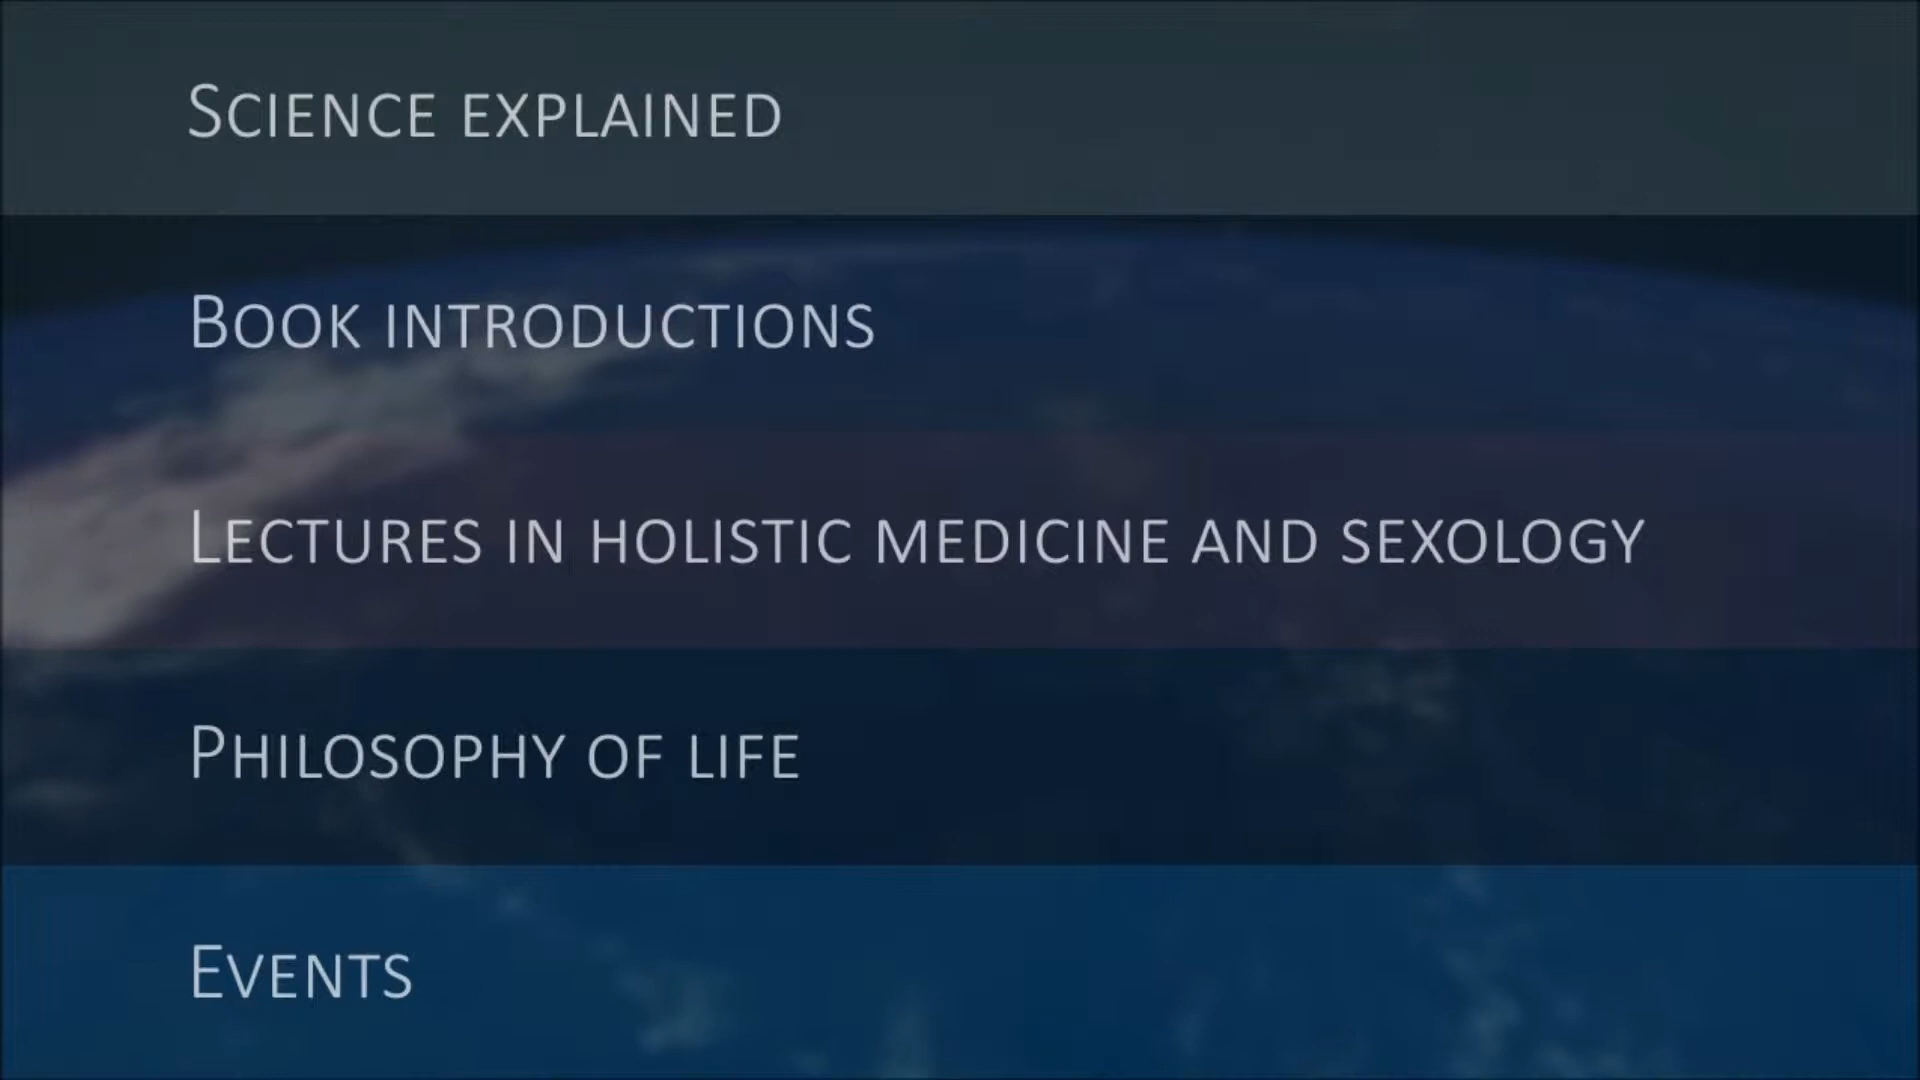 Science explained
Book introductions
Lectures in holistic medicine and sexology
Philosophy of life
Events